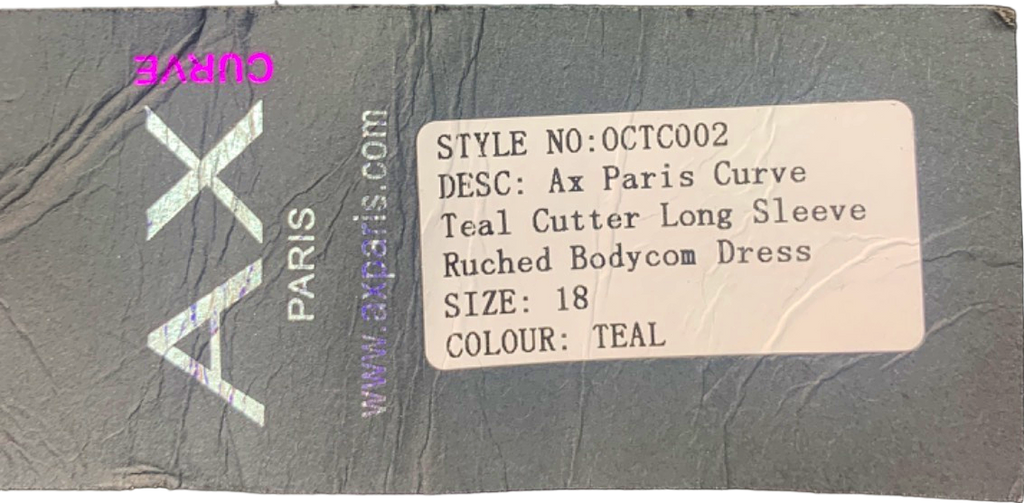 CURVE
AX
PARIS
www.axparis.com
STYLE NO:OCTC002
DESC: Ax Paris Curve
Teal Cutter Long Sleeve
Ruched Bodycom Dress
SIZE: 18
COLOUR: TEAL